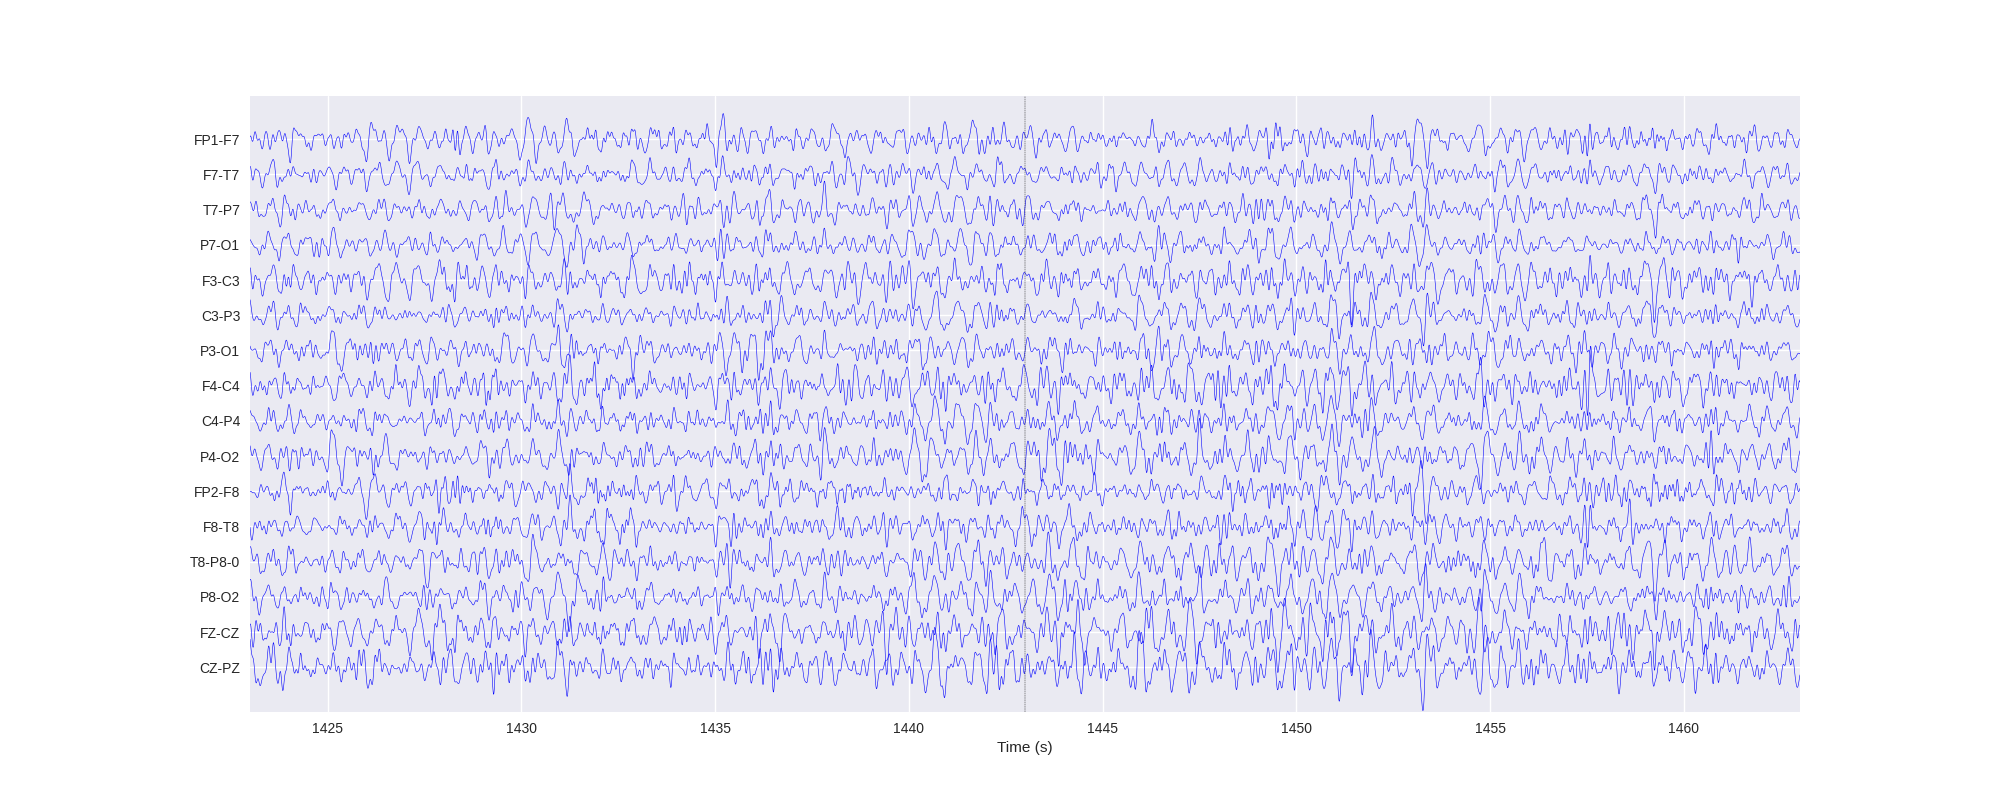 FP1-F7
F7-T7
T7-P7
P7-O1
F3-C3
C3-P3
P3-O1
F4-C4
C4-P4
P4-O2
FP2-F8
F8-T8
T8-P8-0
P8-O2
FZ-CZ
CZ-PZ
1425 1430 1435 1440 1445 1450 1455 1460
Time (s)